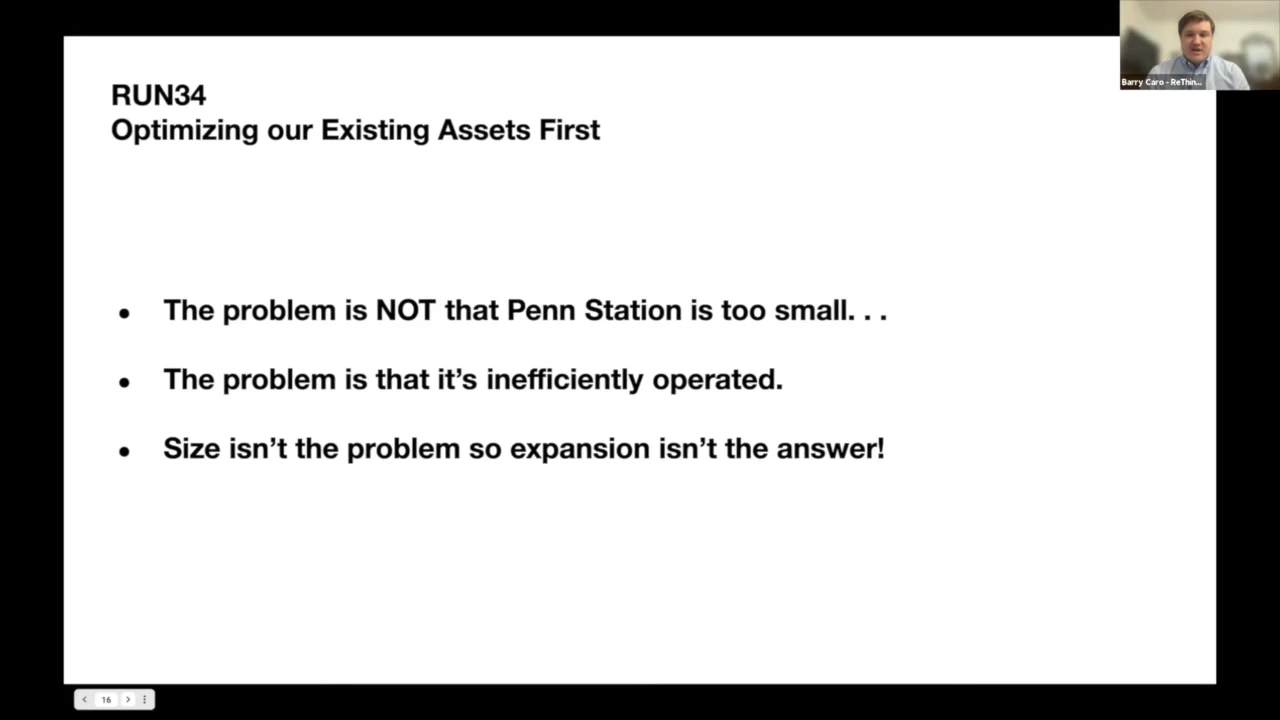 RUN34
Optimizing our Existing Assets First
Barry Caro - ReThin...
• The problem is NOT that Penn Station is too small. . .
• The problem is that it’s inefficiently operated.
• Size isn’t the problem so expansion isn’t the answer!
16